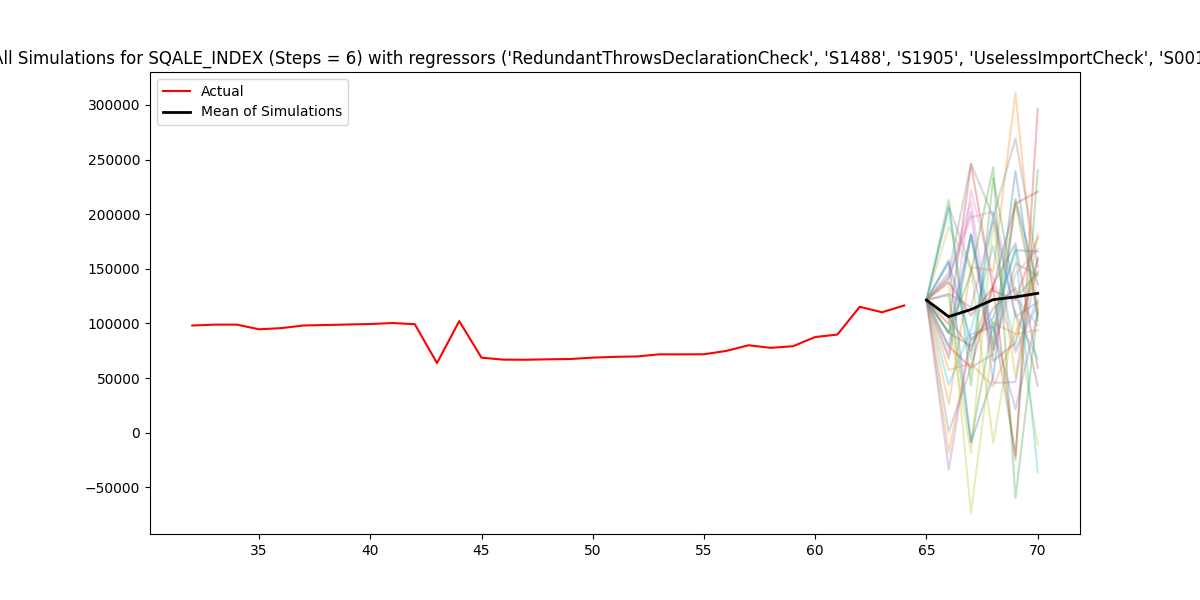 All Simulations for SQALE_INDEX (Steps = 6) with regressors ('RedundantThrowsDeclarationCheck', 'S1488', 'S1905', 'UselessImportCheck', 'S001
Actual
Mean of Simulations
300000
250000
200000
150000
100000
50000
0
−50000
35 40 45 50 55 60 65 70